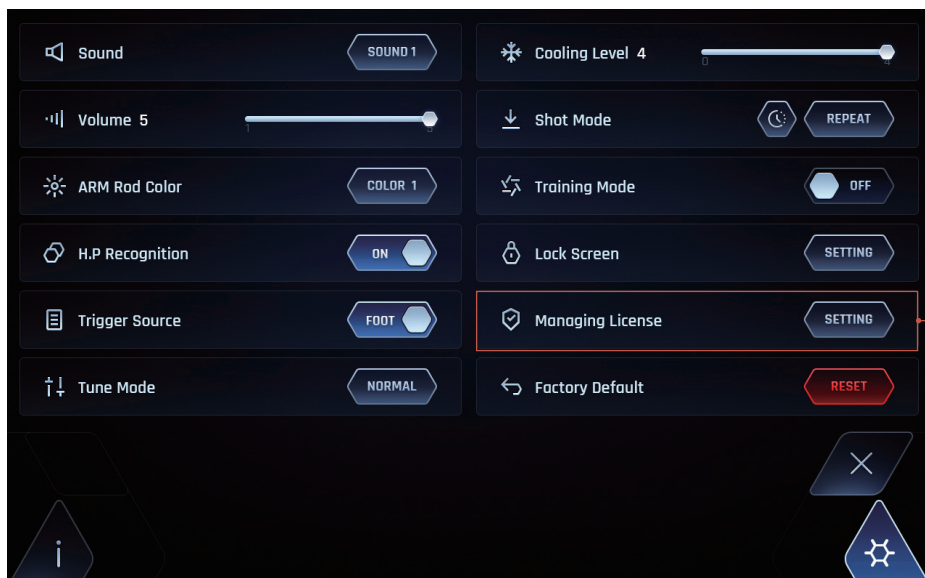 Sound
SOUND 1
Volume 5
1 5
ARM Rod Color
COLOR 1
H.P Recognition
ON
Trigger Source
FOOT
Tune Mode
NORMAL
Cooling Level 4
0 4
Shot Mode
REPEAT
Training Mode
OFF
Lock Screen
SETTING
Managing License
SETTING
Factory Default
RESET
i